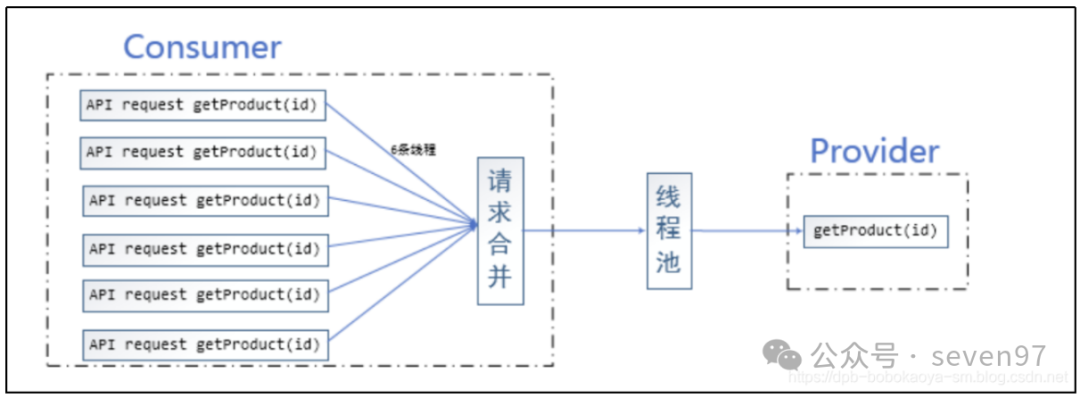 Consumer
API request getProduct(id)
API request getProduct(id)
6条线程
API request getProduct(id)
API request getProduct(id)
API request getProduct(id)
API request getProduct(id)
请求合并
线程池
Provider
getProduct(id)
公众号 · seven97
https://dpb-bobokaoya-sm.blog.csdn.net